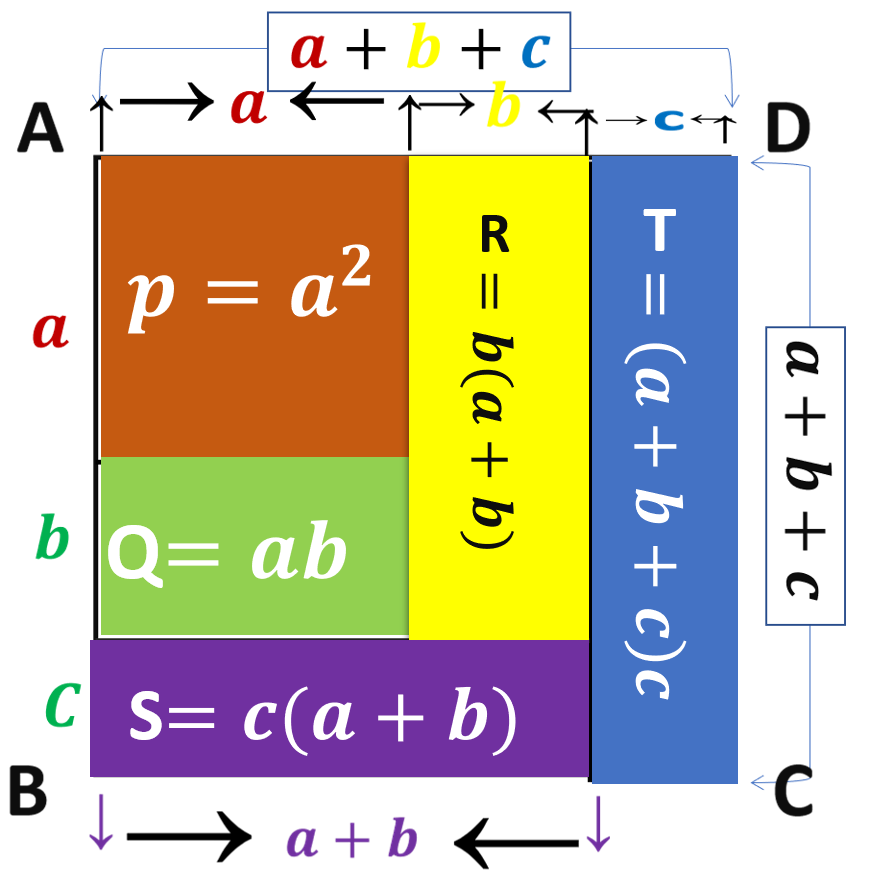 a + b + c
→ a ← → b ← → c ←
A
D
a
p = a²
R = b(a + b)
T = (a + b + c)c
a + b + c
b
Q= ab
C
S= c(a + b)
B
C
a + b